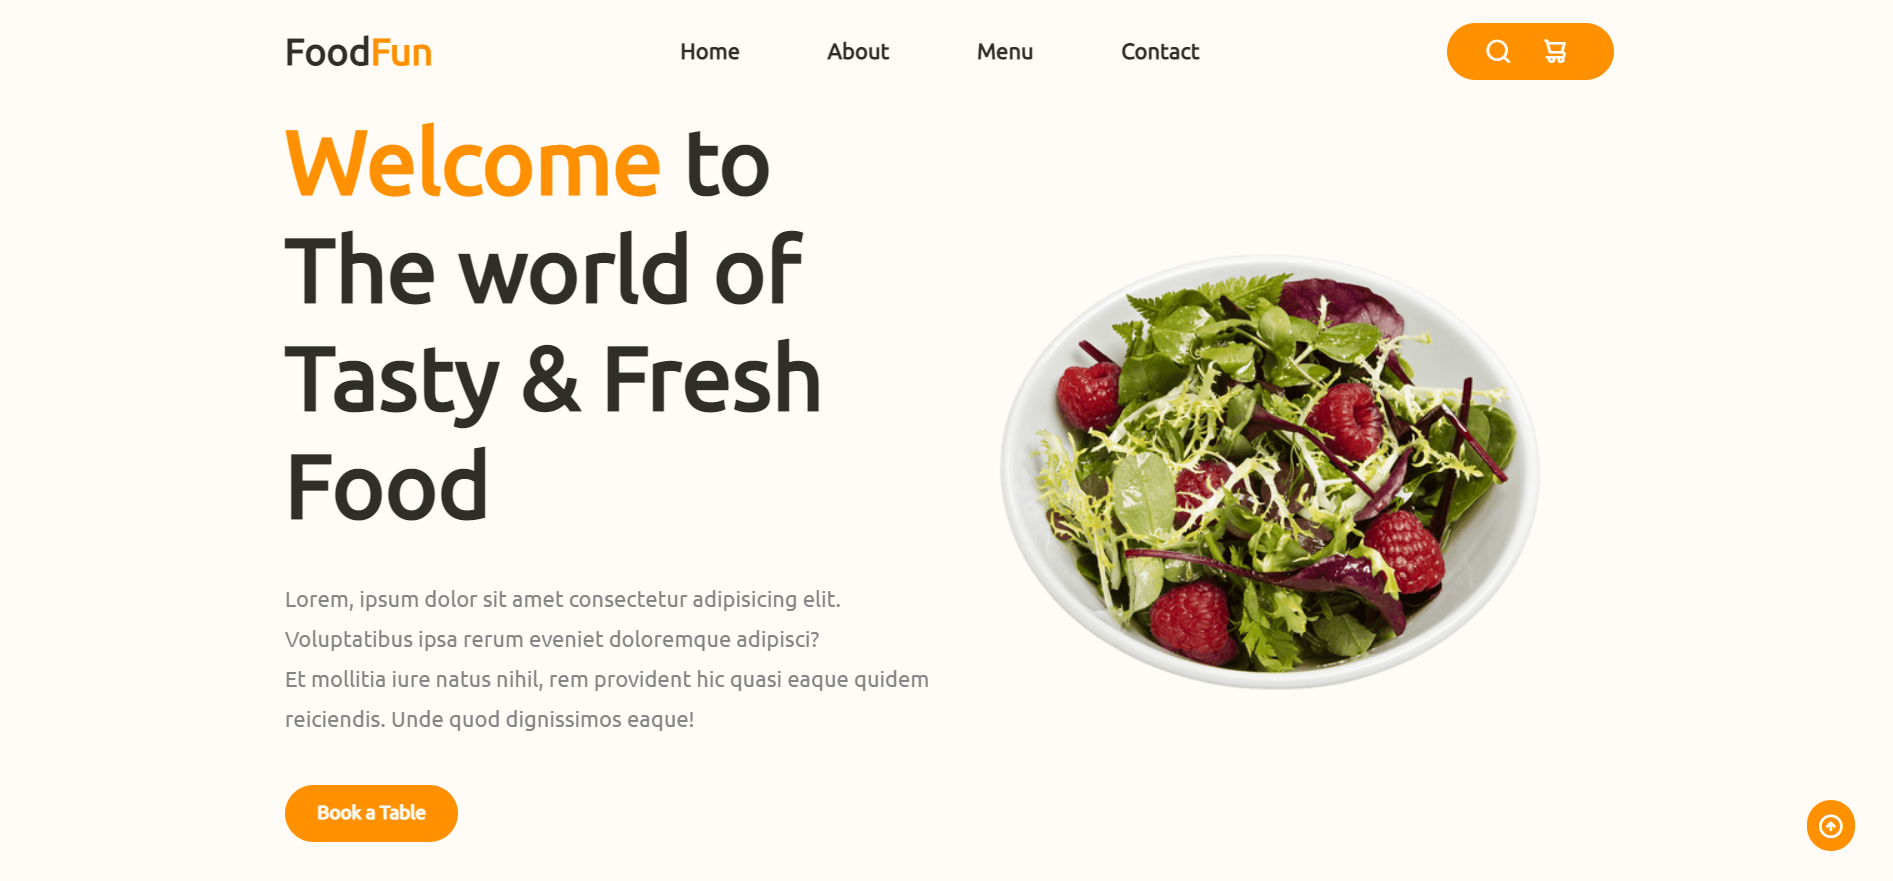 FoodFun
Home
About
Menu
Contact
Welcome to
The world of
Tasty & Fresh
Food
Lorem, ipsum dolor sit amet consectetur adipisicing elit.
Voluptatibus ipsa rerum eveniet doloremque adipisci?
Et mollitia iure natus nihil, rem provident hic quasi eaque quidem
reiciendis. Unde quod dignissimos eaque!
Book a Table